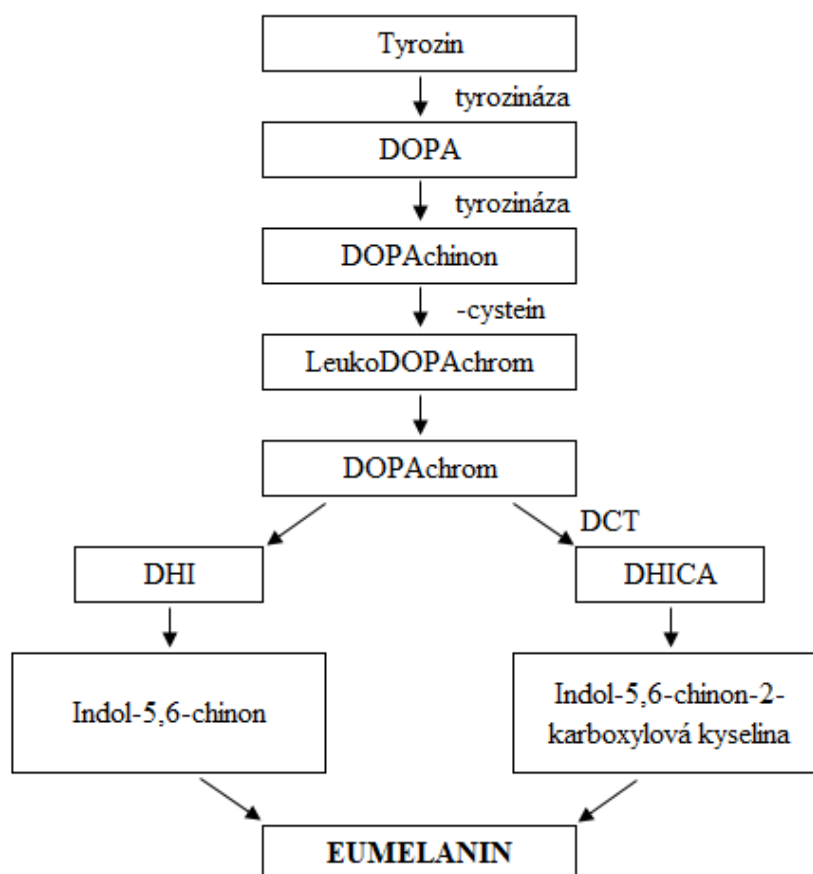 Tyrozin
tyrozináza
DOPA
tyrozináza
DOPAchinon
-cystein
LeukoDOPAchrom
DOPAchrom
DCT
DHI
DHICA
Indol-5,6-chinon
Indol-5,6-chinon-2-
karboxylová kyselina
EUMELANIN